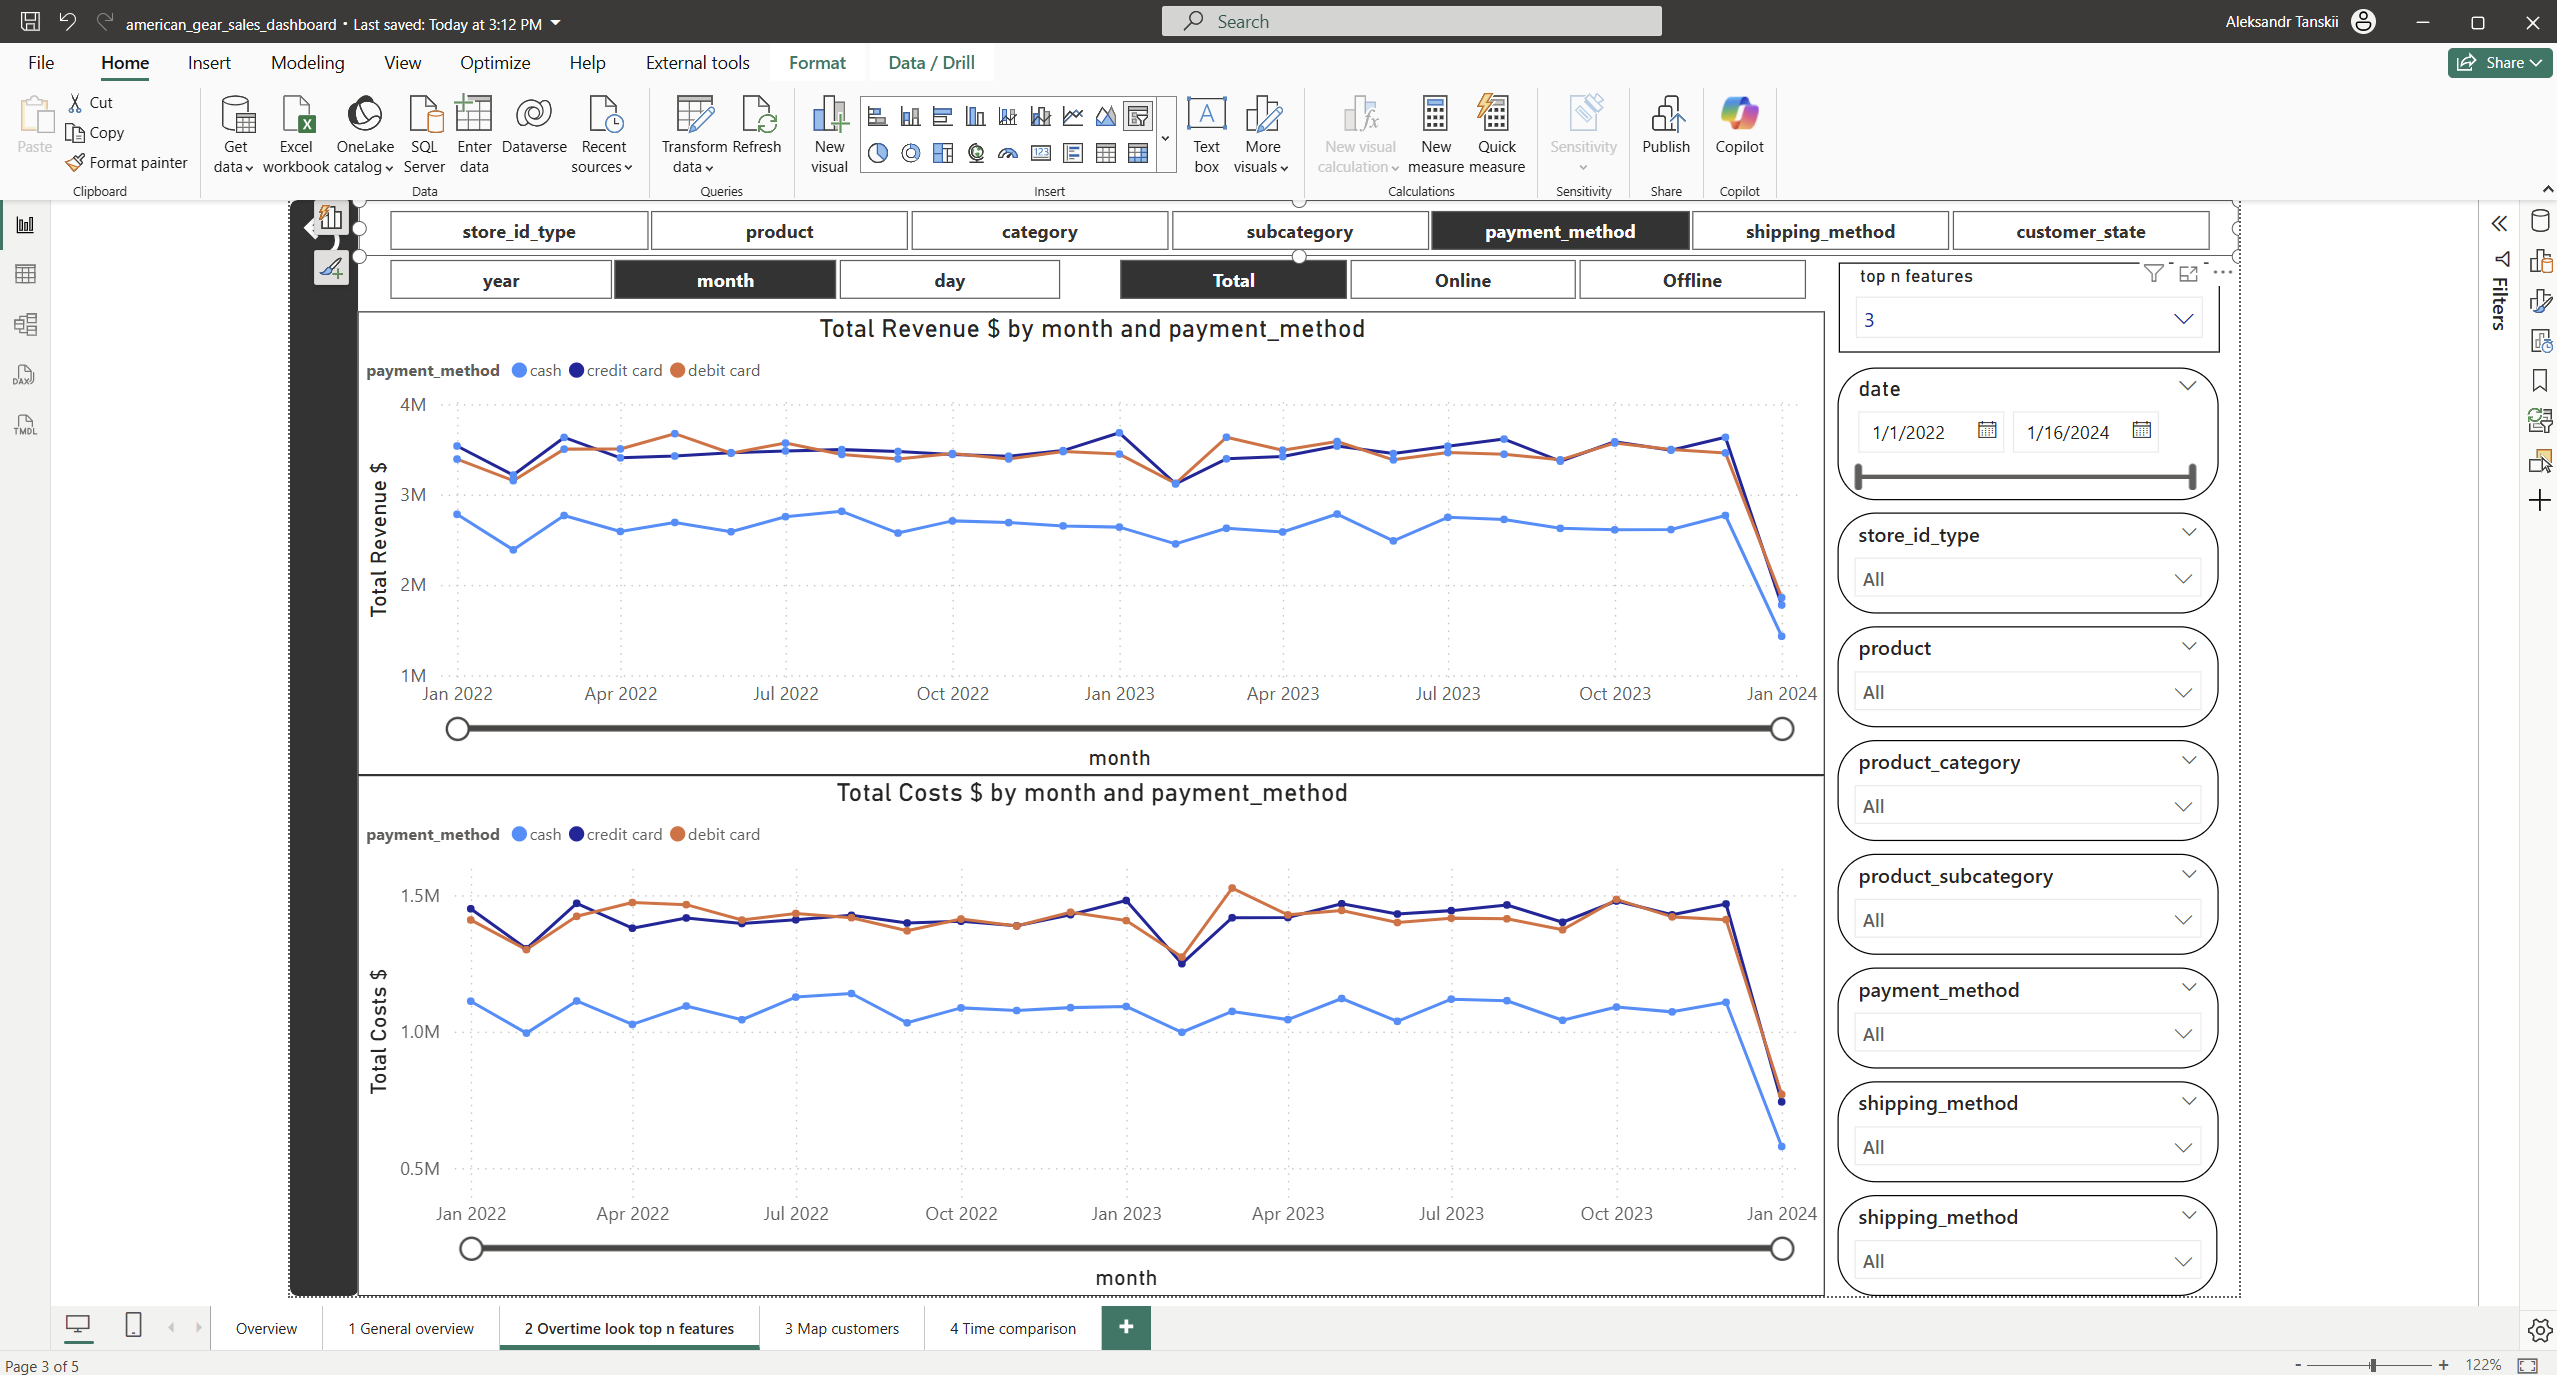 american_gear_sales_dashboard • Last saved: Today at 3:12 PM
Search
Aleksandr Tanskii
File Home Insert Modeling View Optimize Help External tools Format Data / Drill
Share
Paste
Cut
Copy
Format painter
Clipboard
Get data
Excel workbook
OneLake catalog
SQL Server
Enter data
Dataverse
Recent sources
Data
Transform data
Refresh
Queries
New visual
123
Text box
More visuals
Insert
New visual calculation
New measure
Quick measure
Calculations
Sensitivity
Sensitivity
Publish
Share
Copilot
Copilot
DAX
TMDL
store_id_type product category subcategory payment_method shipping_method customer_state
year month day Total Online Offline
Total Revenue $ by month and payment_method
payment_method cash credit card debit card
4M
3M
2M
1M
Total Revenue $
Jan 2022 Apr 2022 Jul 2022 Oct 2022 Jan 2023 Apr 2023 Jul 2023 Oct 2023 Jan 2024
month
Total Costs $ by month and payment_method
payment_method cash credit card debit card
1.5M
1.0M
0.5M
Total Costs $
Jan 2022 Apr 2022 Jul 2022 Oct 2022 Jan 2023 Apr 2023 Jul 2023 Oct 2023 Jan 2024
month
top n features
3
date
1/1/2022 1/16/2024
store_id_type
All
product
All
product_category
All
product_subcategory
All
payment_method
All
shipping_method
All
shipping_method
All
Filters
Overview 1 General overview 2 Overtime look top n features 3 Map customers 4 Time comparison +
Page 3 of 5
- + 122%